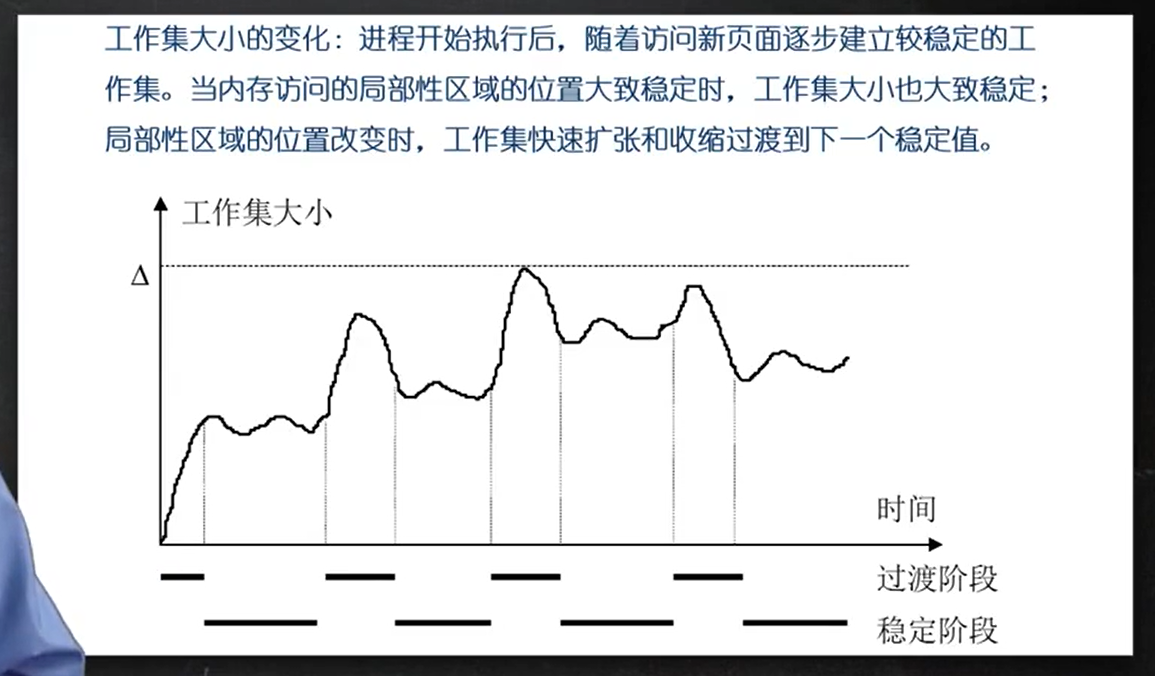 工作集大小的变化：进程开始执行后，随着访问新页面逐步建立较稳定的工
作集。当内存访问的局部性区域的位置大致稳定时，工作集大小也大致稳定；
局部性区域的位置改变时，工作集快速扩张和收缩过渡到下一个稳定值。
工作集大小
Δ
时间
过渡阶段
稳定阶段